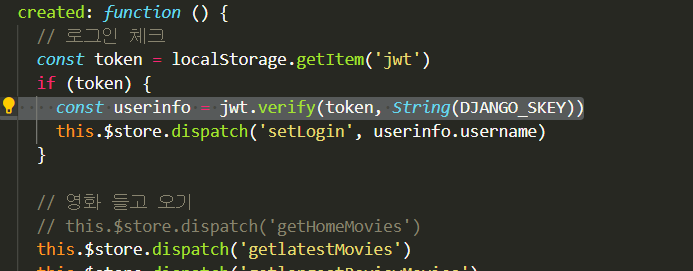 created: function () {
// 로그인 체크
const token = localStorage.getItem('jwt')
if (token) {
const userinfo = jwt.verify(token, String(DJANGO_SKEY))
this.$store.dispatch('setLogin', userinfo.username)
}
// 영화 들고 오기
// this.$store.dispatch('getHomeMovies')
this.$store.dispatch('getlatestMovies')